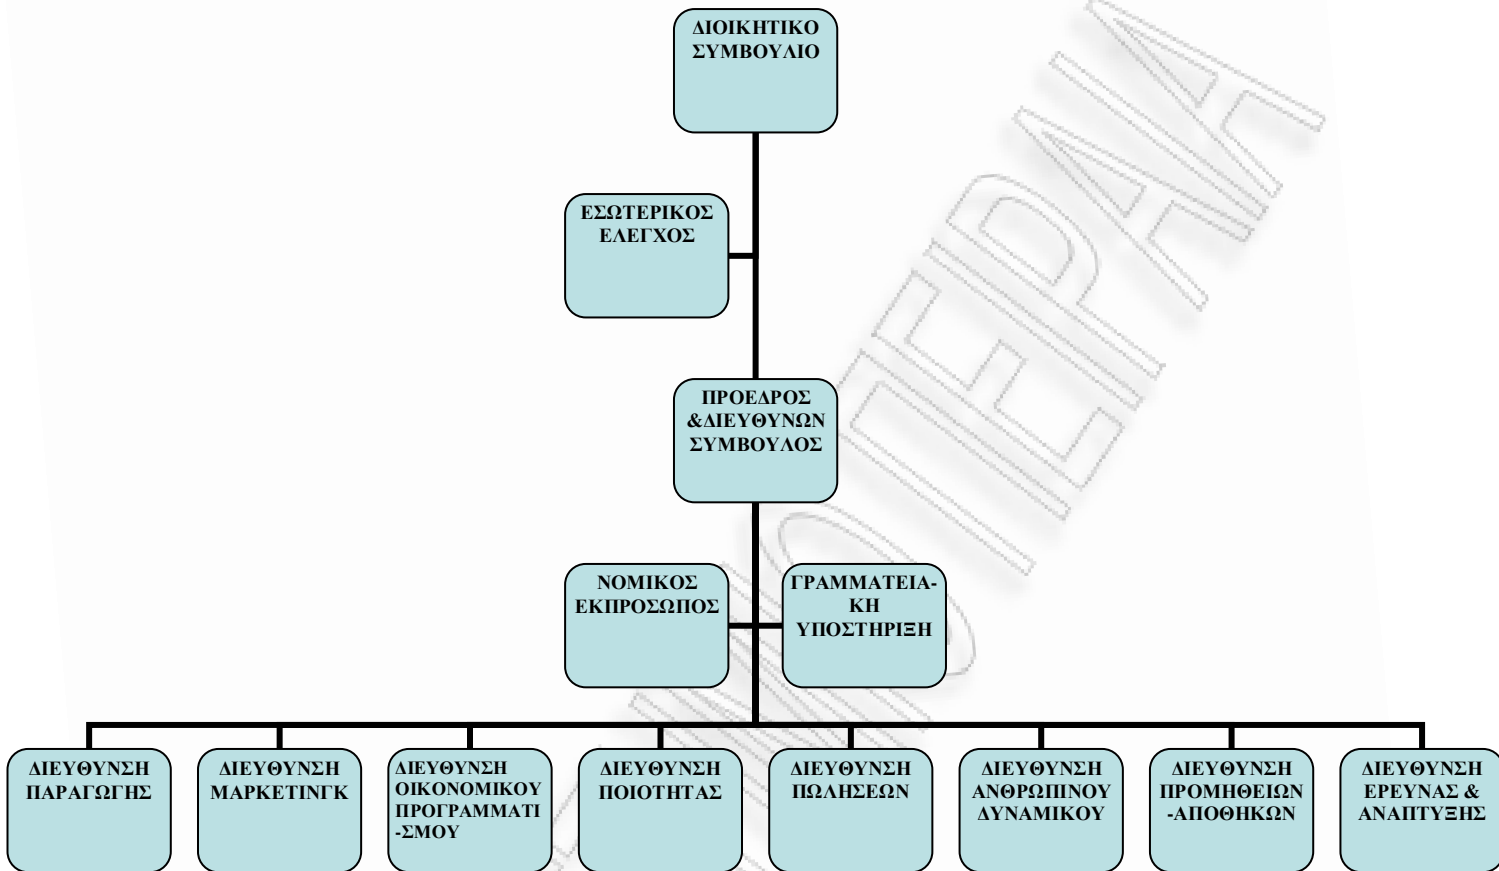 ΔΙΟΙΚΗΤΙΚΟ
ΣΥΜΒΟΥΛΙΟ
ΕΣΩΤΕΡΙΚΟΣ
ΕΛΕΓΧΟΣ
ΠΡΟΕΔΡΟΣ
&ΔΙΕΥΘΥΝΩΝ
ΣΥΜΒΟΥΛΟΣ
ΝΟΜΙΚΟΣ
ΕΚΠΡΟΣΩΠΟΣ
ΓΡΑΜΜΑΤΕΙΑ-
ΚΗ
ΥΠΟΣΤΗΡΙΞΗ
ΔΙΕΥΘΥΝΣΗ
ΠΑΡΑΓΩΓΗΣ
ΔΙΕΥΘΥΝΣΗ
ΜΑΡΚΕΤΙΝΓΚ
ΔΙΕΥΘΥΝΣΗ
ΟΙΚΟΝΟΜΙΚΟΥ
ΠΡΟΓΡΑΜΜΑΤΙ
-ΣΜΟΥ
ΔΙΕΥΘΥΝΣΗ
ΠΟΙΟΤΗΤΑΣ
ΔΙΕΥΘΥΝΣΗ
ΠΩΛΗΣΕΩΝ
ΔΙΕΥΘΥΝΣΗ
ΑΝΘΡΩΠΙΝΟΥ
ΔΥΝΑΜΙΚΟΥ
ΔΙΕΥΘΥΝΣΗ
ΠΡΟΜΗΘΕΙΩΝ
-ΑΠΟΘΗΚΩΝ
ΔΙΕΥΘΥΝΣΗ
ΕΡΕΥΝΑΣ &
ΑΝΑΠΤΥΞΗΣ
ΠΕΙΡΑΙΑ